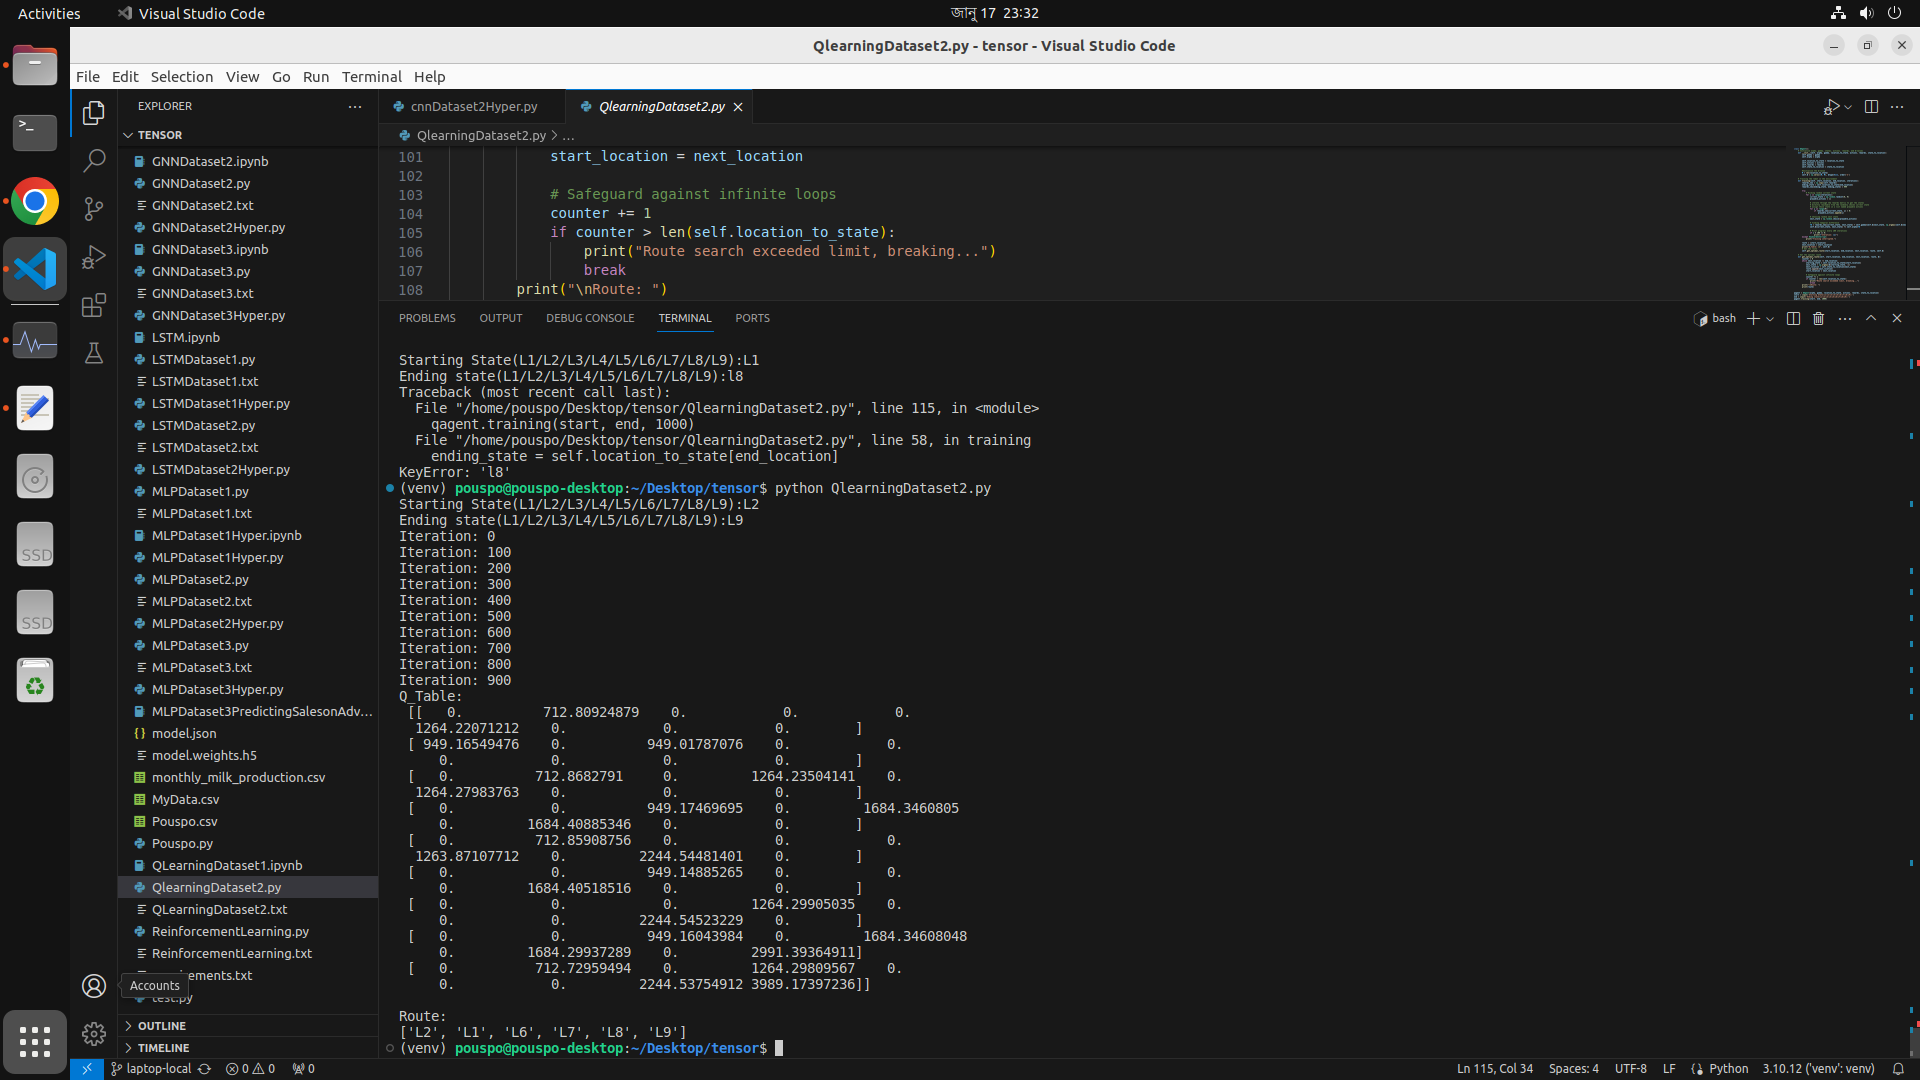 Activities
Visual Studio Code
জানু 17 23:32
QlearningDataset2.py - tensor - Visual Studio Code
File Edit Selection View Go Run Terminal Help
EXPLORER
TENSOR
GNNDataset2.ipynb
GNNDataset2.py
GNNDataset2.txt
GNNDataset2Hyper.py
GNNDataset3.ipynb
GNNDataset3.py
GNNDataset3.txt
GNNDataset3Hyper.py
LSTM.ipynb
LSTMDataset1.py
LSTMDataset1.txt
LSTMDataset1Hyper.py
LSTMDataset2.py
LSTMDataset2.txt
LSTMDataset2Hyper.py
MLPDataset1.py
MLPDataset1.txt
MLPDataset1Hyper.ipynb
MLPDataset1Hyper.py
MLPDataset2.py
MLPDataset2.txt
MLPDataset2Hyper.py
MLPDataset3.py
MLPDataset3.txt
MLPDataset3Hyper.py
MLPDataset3PredictingSalesonAdv...
model.json
model.weights.h5
monthly_milk_production.csv
MyData.csv
Pouspo.csv
Pouspo.py
QLearningDataset1.ipynb
QlearningDataset2.py
QLearningDataset2.txt
ReinforcementLearning.py
ReinforcementLearning.txt
ements.txt
Accounts
test.py
OUTLINE
TIMELINE
cnnDataset2Hyper.py
QlearningDataset2.py
QlearningDataset2.py > ...
101 start_location = next_location
102
103 # Safeguard against infinite loops
104 counter += 1
105 if counter > len(self.location_to_state):
106 print("Route search exceeded limit, breaking...")
107 break
108 print("\nRoute: ")
PROBLEMS OUTPUT DEBUG CONSOLE TERMINAL PORTS
bash
Starting State(L1/L2/L3/L4/L5/L6/L7/L8/L9):L1
Ending state(L1/L2/L3/L4/L5/L6/L7/L8/L9):l8
Traceback (most recent call last):
File "/home/pouspo/Desktop/tensor/QlearningDataset2.py", line 115, in <module>
qagent.training(start, end, 1000)
File "/home/pouspo/Desktop/tensor/QlearningDataset2.py", line 58, in training
ending_state = self.location_to_state[end_location]
KeyError: 'l8'
(venv) pouspo@pouspo-desktop:~/Desktop/tensor$ python QlearningDataset2.py
Starting State(L1/L2/L3/L4/L5/L6/L7/L8/L9):L2
Ending state(L1/L2/L3/L4/L5/L6/L7/L8/L9):L9
Iteration: 0
Iteration: 100
Iteration: 200
Iteration: 300
Iteration: 400
Iteration: 500
Iteration: 600
Iteration: 700
Iteration: 800
Iteration: 900
Q_Table:
[[ 0. 712.80924879 0. 0. 0.
1264.22071212 0. 0. 0. ]
[ 949.16549476 0. 949.01787076 0. 0.
0. 0. 0. 0. ]
[ 0. 712.8682791 0. 1264.23504141 0.
1264.27983763 0. 0. 0. ]
[ 0. 0. 949.17469695 0. 1684.3460805
0. 1684.40885346 0. 0. ]
[ 0. 712.85908756 0. 0. 0.
1263.87107712 0. 2244.54481401 0. ]
[ 0. 0. 949.14885265 0. 0.
0. 1684.40518516 0. 0. ]
[ 0. 0. 0. 1264.29905035 0.
0. 0. 2244.54523229 0. ]
[ 0. 0. 949.16043984 0. 1684.34608048
0. 1684.29937289 0. 2991.39364911]
[ 0. 712.72959494 0. 1264.29809567 0.
0. 0. 2244.53754912 3989.17397236]]
Route:
['L2', 'L1', 'L6', 'L7', 'L8', 'L9']
(venv) pouspo@pouspo-desktop:~/Desktop/tensor$
SSD
SSD
laptop-local 0 0 0
Ln 115, Col 34 Spaces: 4 UTF-8 LF Python 3.10.12 ('venv': venv)